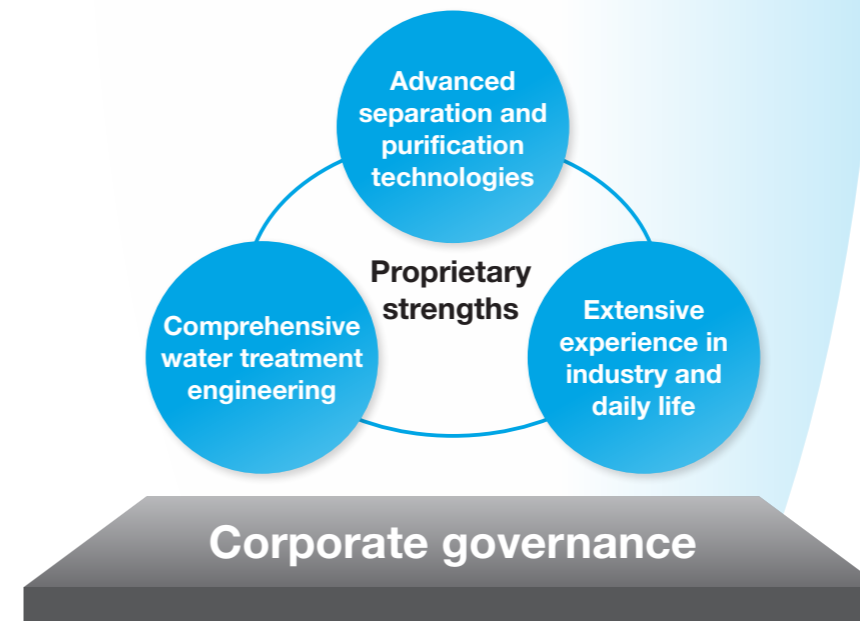 Advanced
separation and
purification
technologies
Proprietary
strengths
Comprehensive
water treatment
engineering
Extensive
experience in
industry and
daily life
Corporate governance